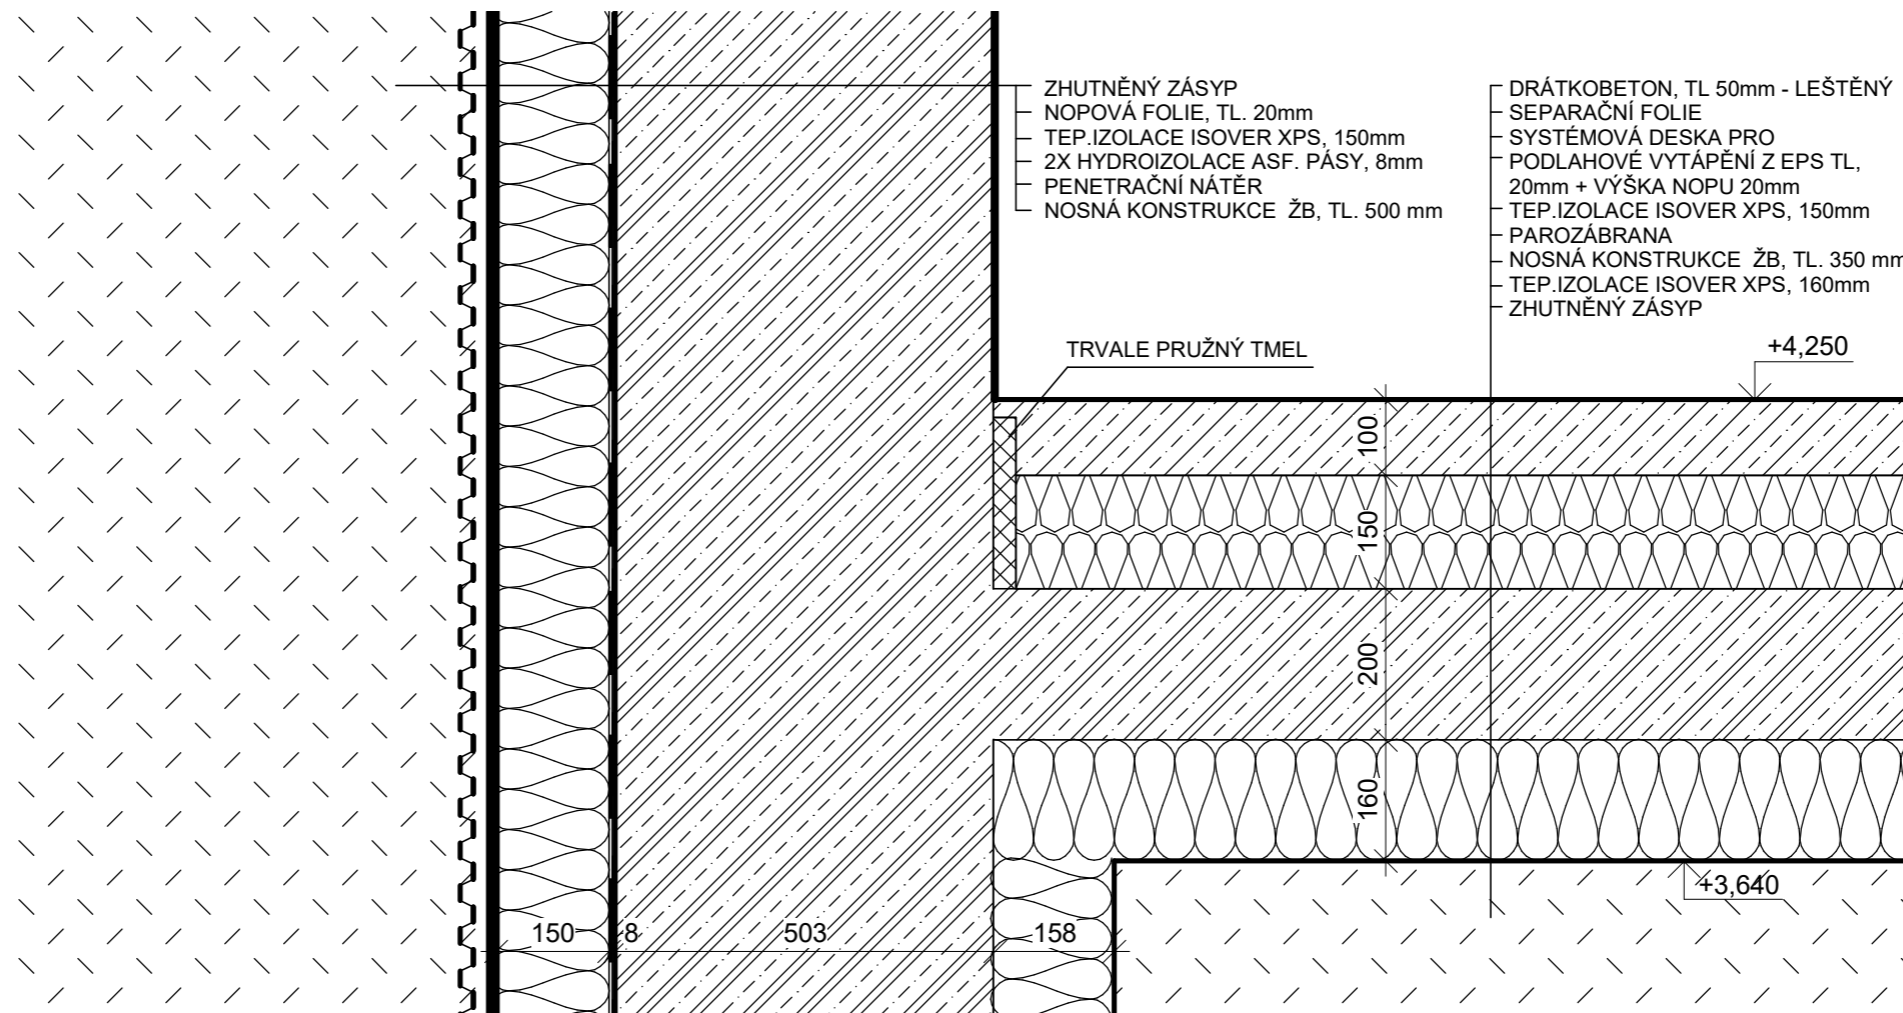 ZHUTNĚNÝ ZÁSYP
NOPOVÁ FOLIE, TL. 20mm
TEP.IZOLACE ISOVER XPS, 150mm
2X HYDROIZOLACE ASF. PÁSY, 8mm
PENETRAČNÍ NÁTĚR
NOSNÁ KONSTRUKCE ŽB, TL. 500 mm
DRÁTKOBETON, TL 50mm - LEŠTĚNÝ
SEPARAČNÍ FOLIE
SYSTÉMOVÁ DESKA PRO
PODLAHOVÉ VYTÁPĚNÍ Z EPS TL,
20mm + VÝŠKA NOPU 20mm
TEP.IZOLACE ISOVER XPS, 150mm
PAROZÁBRANA
NOSNÁ KONSTRUKCE ŽB, TL. 350 mm
TEP.IZOLACE ISOVER XPS, 160mm
ZHUTNĚNÝ ZÁSYP
TRVALE PRUŽNÝ TMEL
+4,250
100
150
200
160
+3,640
150
8
503
158